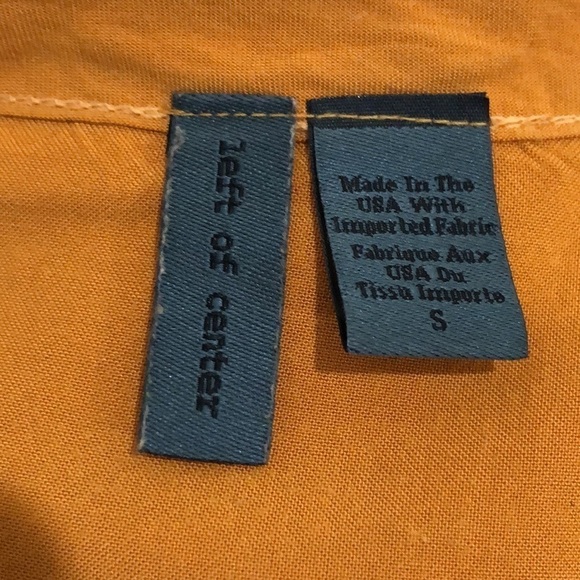 left of center
Made In The
USA With
Imported Fabric
Fabrique Aux
USA Du
Tissu Importe
S